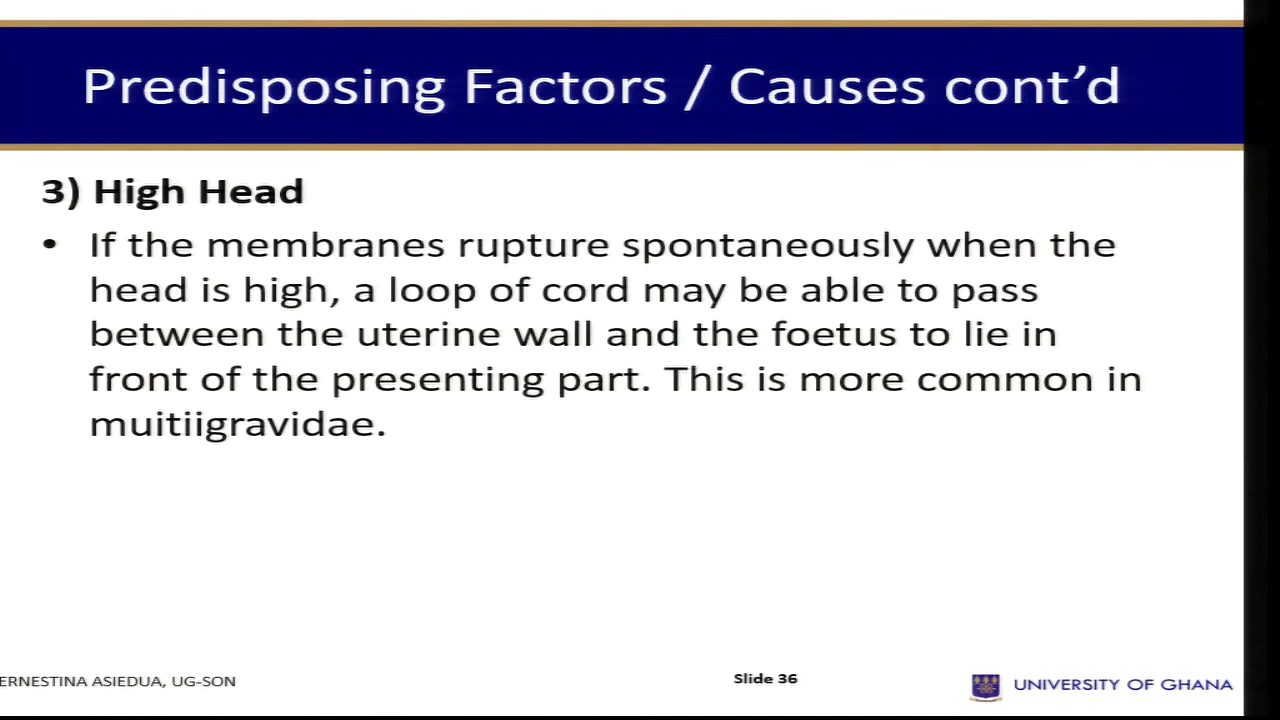 Predisposing Factors / Causes cont’d
3) High Head
• If the membranes rupture spontaneously when the
head is high, a loop of cord may be able to pass
between the uterine wall and the foetus to lie in
front of the presenting part. This is more common in
muitiigravidae.
ERNESTINA ASIEDUA, UG-SON
Slide 36
UNIVERSITY OF GHANA